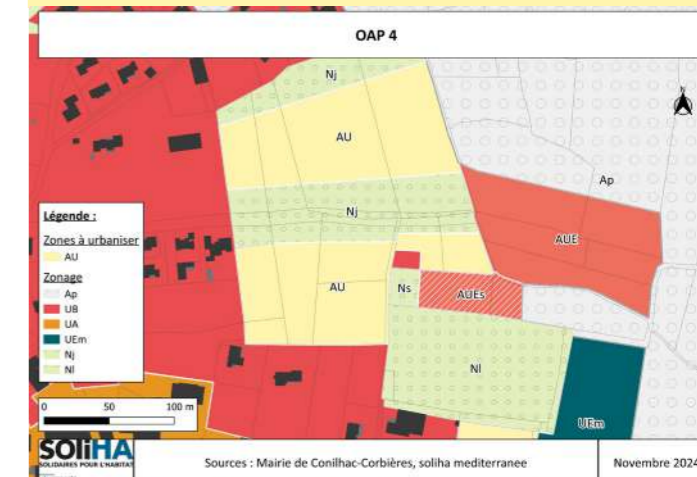 OAP 4
Nj
AU
N
Ap
Nj
AUE
Légende :
Zones à urbaniser
AU
Zonage
Ap
UB
UA
UEm
Nj
Nl
AU
Ns
AUEs
Nl
UEm
0 50 100 m
SOliHA
SOLIDAIRES POUR L'HABITAT
Sources : Mairie de Conilhac-Corbières, soliha mediterranee
Novembre 2024